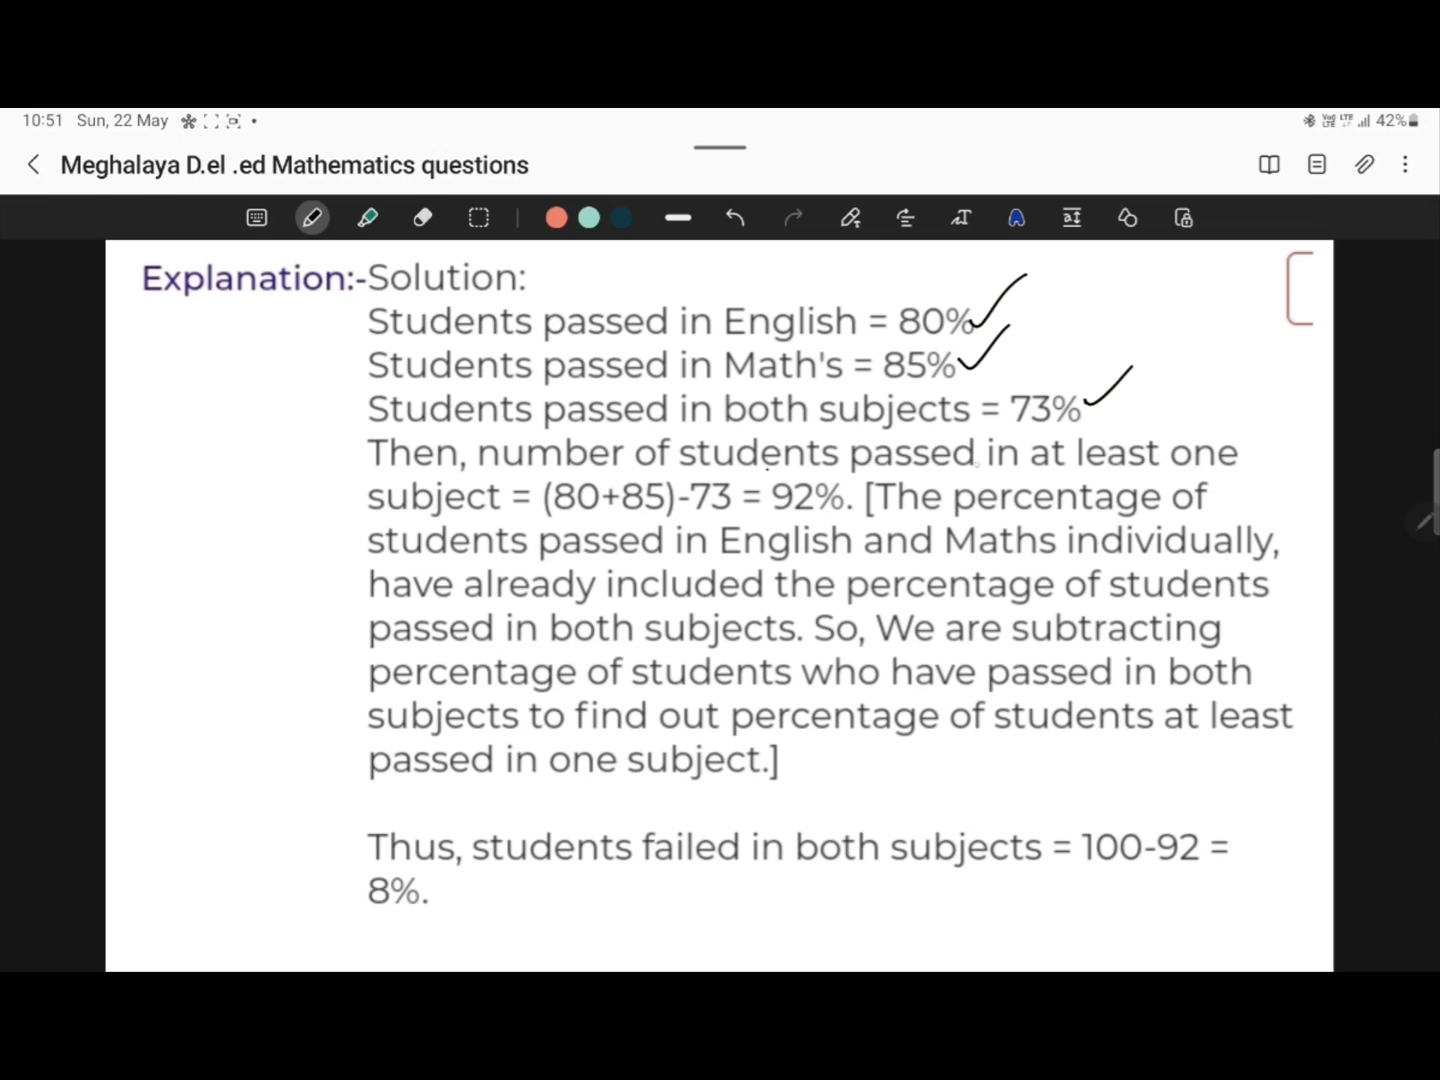 10:51 Sun, 22 May 42%
Meghalaya D.el .ed Mathematics questions
Explanation:-Solution:
Students passed in English = 80%
Students passed in Math's = 85%
Students passed in both subjects = 73%
Then, number of students passed in at least one
subject = (80+85)-73 = 92%. [The percentage of
students passed in English and Maths individually,
have already included the percentage of students
passed in both subjects. So, We are subtracting
percentage of students who have passed in both
subjects to find out percentage of students at least
passed in one subject.]
Thus, students failed in both subjects = 100-92 =
8%.